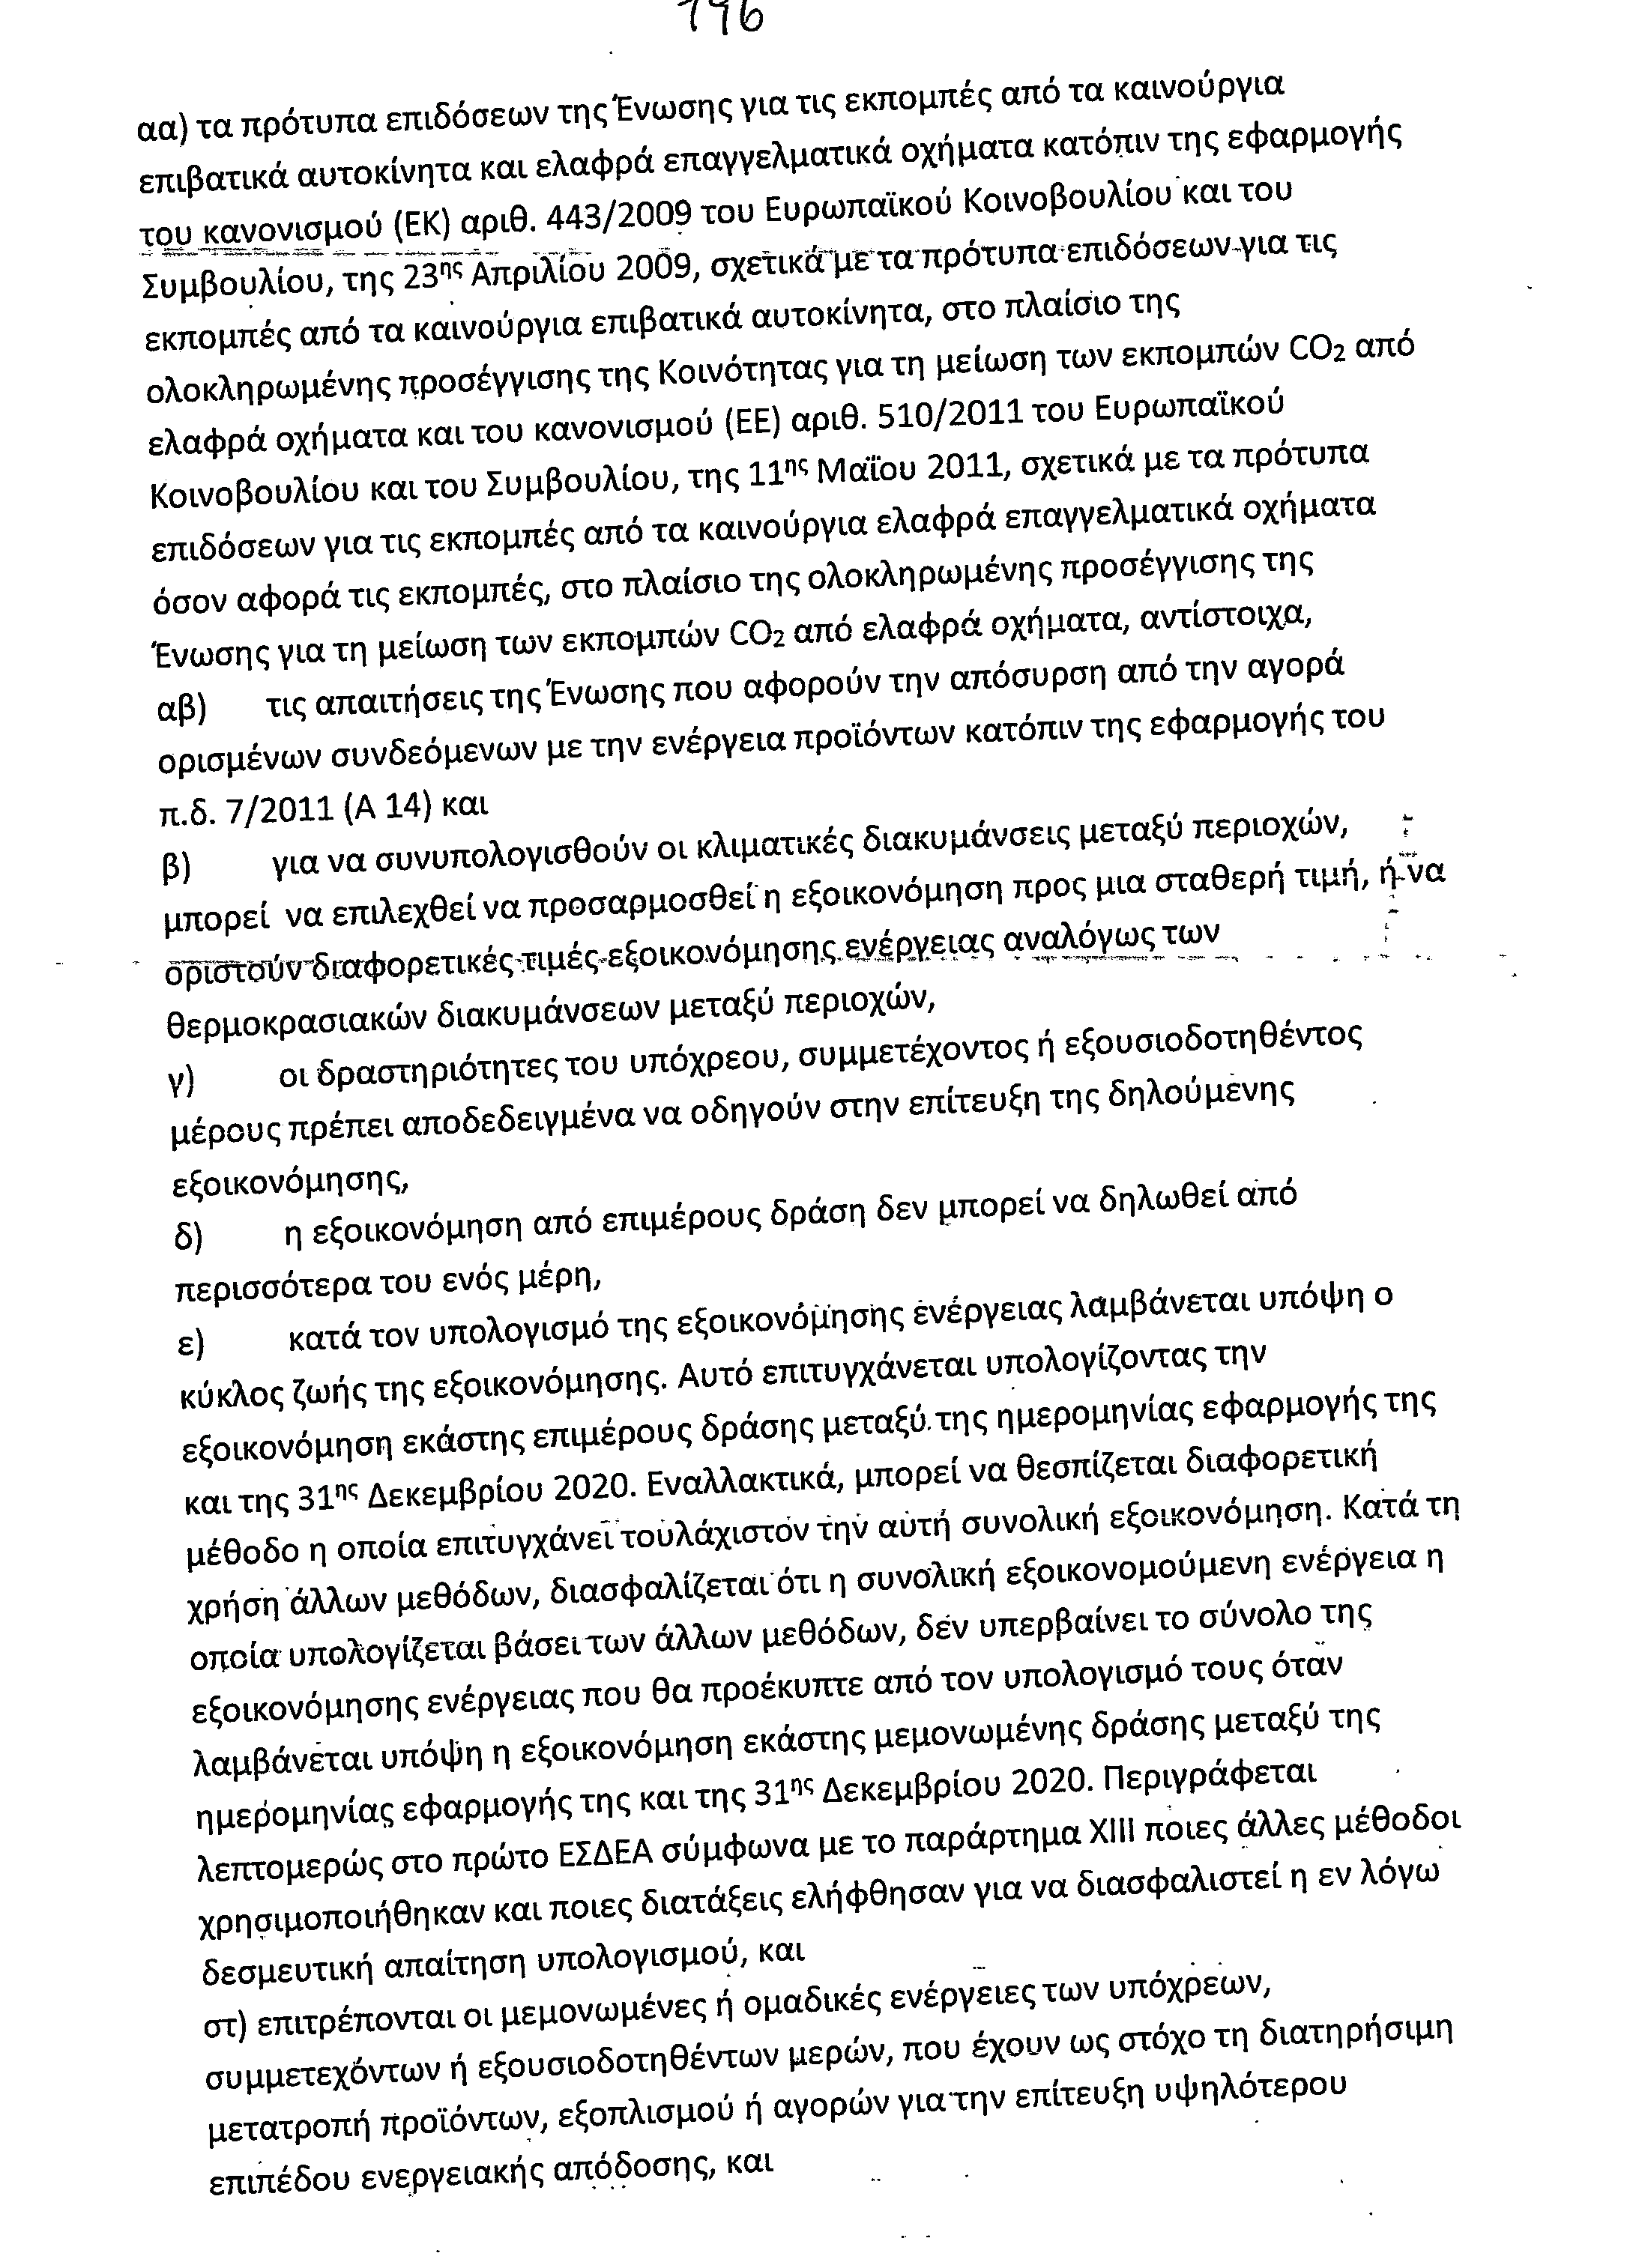 196
αα) τα πρότυπα επιδόσεων της Ένωσης για τις εκπομπές από τα καινούργια
επιβατικά αυτοκίνητα και ελαφρά επαγγελματικά οχήματα κατόπιν της εφαρμογής
του κανονισμού (ΕΚ) αριθ. 443/2009 του Ευρωπαϊκού Κοινοβουλίου και του
Συμβουλίου, της 23ης Απριλίου 2009, σχετικά με τα πρότυπα επιδόσεων για τις
εκπομπές από τα καινούργια επιβατικά αυτοκίνητα, στο πλαίσιο της
ολοκληρωμένης προσέγγισης της Κοινότητας για τη μείωση των εκπομπών CO2 από
ελαφρά οχήματα και του κανονισμού (ΕΕ) αριθ. 510/2011 του Ευρωπαϊκού
Κοινοβουλίου και του Συμβουλίου, της 11ης Μαΐου 2011, σχετικά με τα πρότυπα
επιδόσεων για τις εκπομπές από τα καινούργια ελαφρά επαγγελματικά οχήματα
όσον αφορά τις εκπομπές, στο πλαίσιο της ολοκληρωμένης προσέγγισης της
Ένωσης για τη μείωση των εκπομπών CO2 από ελαφρά οχήματα, αντίστοιχα,
αβ) τις απαιτήσεις της Ένωσης που αφορούν την απόσυρση από την αγορά
ορισμένων συνδεόμενων με την ενέργεια προϊόντων κατόπιν της εφαρμογής του
π.δ. 7/2011 (Α 14) και
β) για να συνυπολογισθούν οι κλιματικές διακυμάνσεις μεταξύ περιοχών,
μπορεί να επιλεχθεί να προσαρμοσθεί η εξοικονόμηση προς μια σταθερή τιμή, ή να
οριστούν διαφορετικές τιμές εξοικονόμησης ενέργειας αναλόγως των
θερμοκρασιακών διακυμάνσεων μεταξύ περιοχών,
γ) οι δραστηριότητες του υπόχρεου, συμμετέχοντος ή εξουσιοδοτηθέντος
μέρους πρέπει αποδεδειγμένα να οδηγούν στην επίτευξη της δηλούμενης
εξοικονόμησης,
δ) η εξοικονόμηση από επιμέρους δράση δεν μπορεί να δηλωθεί από
περισσότερα του ενός μέρη,
ε) κατά τον υπολογισμό της εξοικονόμησης ενέργειας λαμβάνεται υπόψη ο
κύκλος ζωής της εξοικονόμησης. Αυτό επιτυγχάνεται υπολογίζοντας την
εξοικονόμηση εκάστης επιμέρους δράσης μεταξύ της ημερομηνίας εφαρμογής της
και της 31ης Δεκεμβρίου 2020. Εναλλακτικά, μπορεί να θεσπίζεται διαφορετική
μέθοδο η οποία επιτυγχάνει τουλάχιστον την αυτή συνολική εξοικονόμηση. Κατά τη
χρήση άλλων μεθόδων, διασφαλίζεται ότι η συνολική εξοικονομούμενη ενέργεια η
οποία υπολογίζεται βάσει των άλλων μεθόδων, δεν υπερβαίνει το σύνολο της
εξοικονόμησης ενέργειας που θα προέκυπτε από τον υπολογισμό τους όταν
λαμβάνεται υπόψη η εξοικονόμηση εκάστης μεμονωμένης δράσης μεταξύ της
ημερομηνίας εφαρμογής της και της 31ης Δεκεμβρίου 2020. Περιγράφεται
λεπτομερώς στο πρώτο ΕΣΔΕΑ σύμφωνα με το παράρτημα XIII ποιες άλλες μέθοδοι
χρησιμοποιήθηκαν και ποιες διατάξεις ελήφθησαν για να διασφαλιστεί η εν λόγω
δεσμευτική απαίτηση υπολογισμού, και
στ) επιτρέπονται οι μεμονωμένες ή ομαδικές ενέργειες των υπόχρεων,
συμμετεχόντων ή εξουσιοδοτηθέντων μερών, που έχουν ως στόχο τη διατηρήσιμη
μετατροπή προϊόντων, εξοπλισμού ή αγορών για την επίτευξη υψηλότερου
επιπέδου ενεργειακής απόδοσης, και